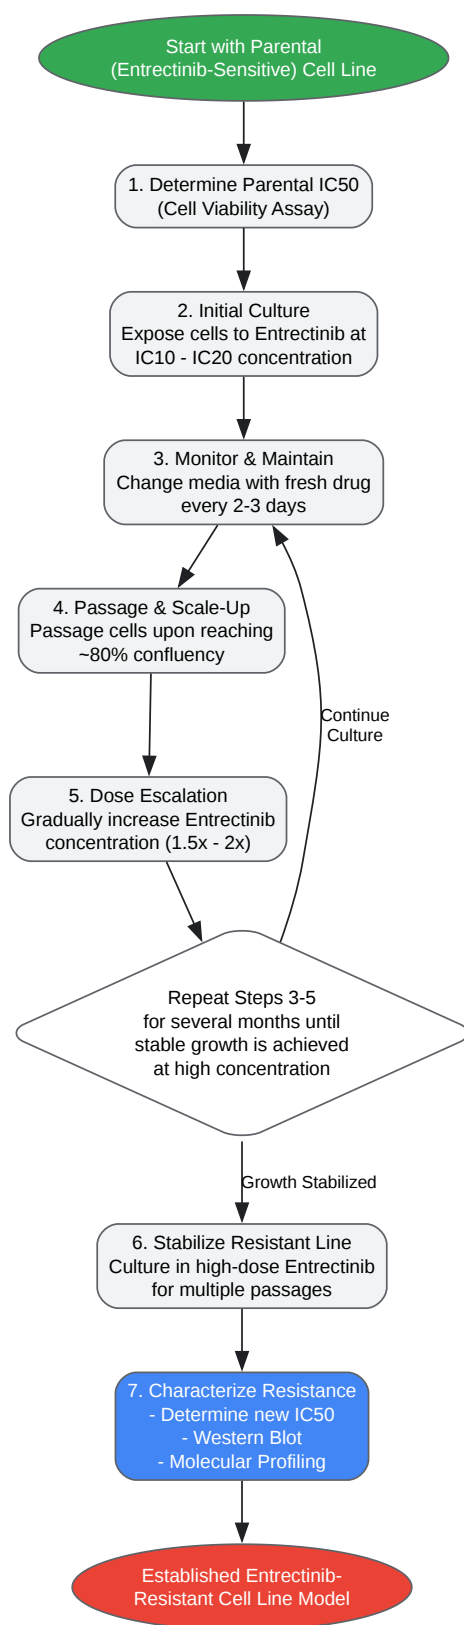 Start with Parental
(Entrectinib-Sensitive) Cell Line
1. Determine Parental IC50
(Cell Viability Assay)
2. Initial Culture
Expose cells to Entrectinib at
IC10 - IC20 concentration
3. Monitor & Maintain
Change media with fresh drug
every 2-3 days
4. Passage & Scale-Up
Passage cells upon reaching
~80% confluency
Continue
Culture
5. Dose Escalation
Gradually increase Entrectinib
concentration (1.5x - 2x)
Repeat Steps 3-5
for several months until
stable growth is achieved
at high concentration
Growth Stabilized
6. Stabilize Resistant Line
Culture in high-dose Entrectinib
for multiple passages
7. Characterize Resistance
- Determine new IC50
- Western Blot
- Molecular Profiling
Established Entrectinib-
Resistant Cell Line Model